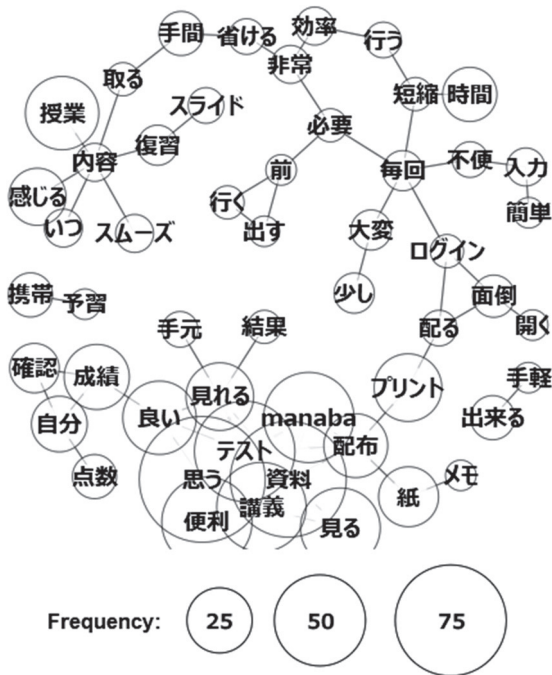 効率
手間
省ける
行う
非常
取る
短縮
時間
スライド
授業
必要
復習
内容
毎回
不便
入力
前
感じる
行く
簡単
いつ
スムーズ
出す
大変
ログイン
携帯
予習
少し
面倒
手元
結果
配る
開く
確認
成績
手軽
見れる
プリント
自分
良い
manaba
出来る
テスト
配布
点数
思う
資料
メモ
便利
講義
紙
見る
Frequency:
25
50
75